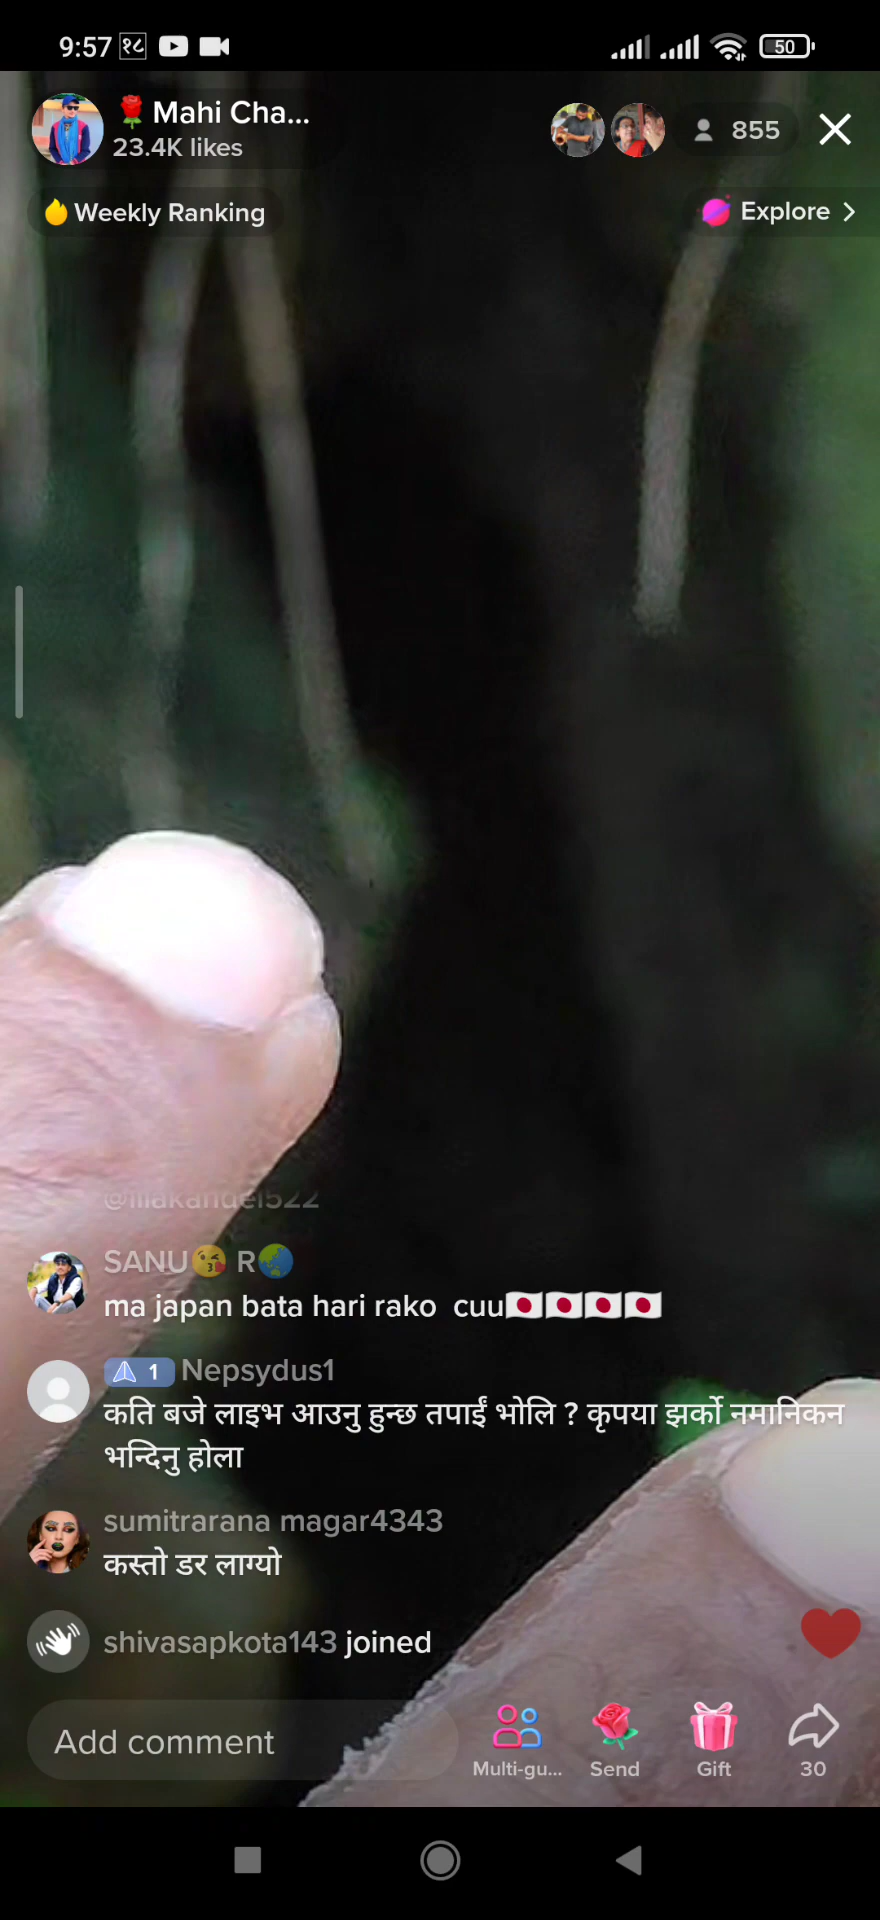 9:57 १८ 50
🌹Mahi Cha...
23.4K likes
855
Weekly Ranking
Explore >
@lilakandel522
SANU😘 R🌏
ma japan bata hari rako cuu🇯🇵🇯🇵🇯🇵🇯🇵
1 Nepsydus1
कति बजे लाइभ आउनु हुन्छ तपाईं भोलि ? कृपया झर्को नमानिकन
भन्दिनु होला
sumitrarana magar4343
कस्तो डर लाग्यो
shivasapkota143 joined
Add comment
Multi-gu...
Send
Gift
30